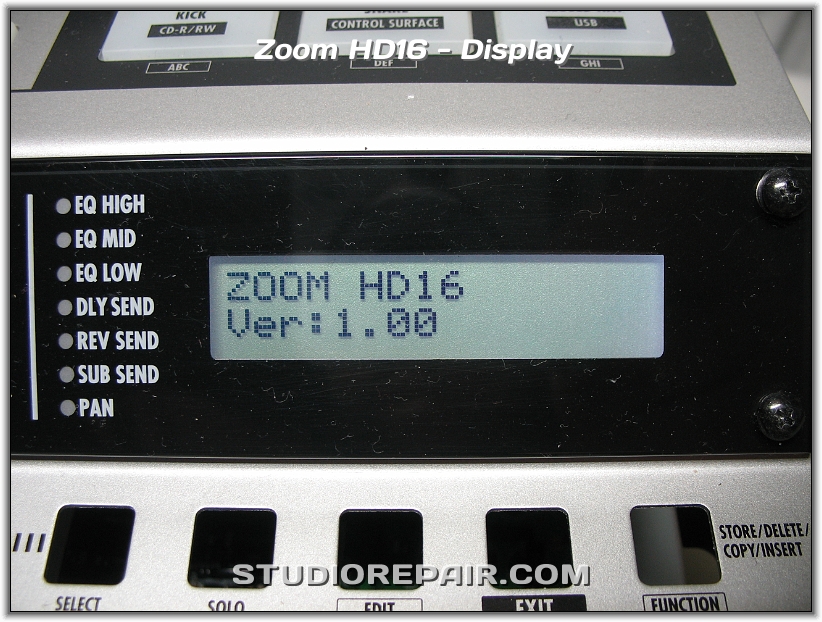 KICK
CD-R/RW
CONTROL SURFACE
USB
Zoom HD16 - Display
ABC
DEF
GHI
EQ HIGH
EQ MID
EQ LOW
DLY SEND
REV SEND
SUB SEND
PAN
ZOOM HD16
Ver:1.00
STORE/DELETE/
COPY/INSERT
STUDIOREPAIR.COM
SELECT
SOLO
EDIT
EXIT
FUNCTION